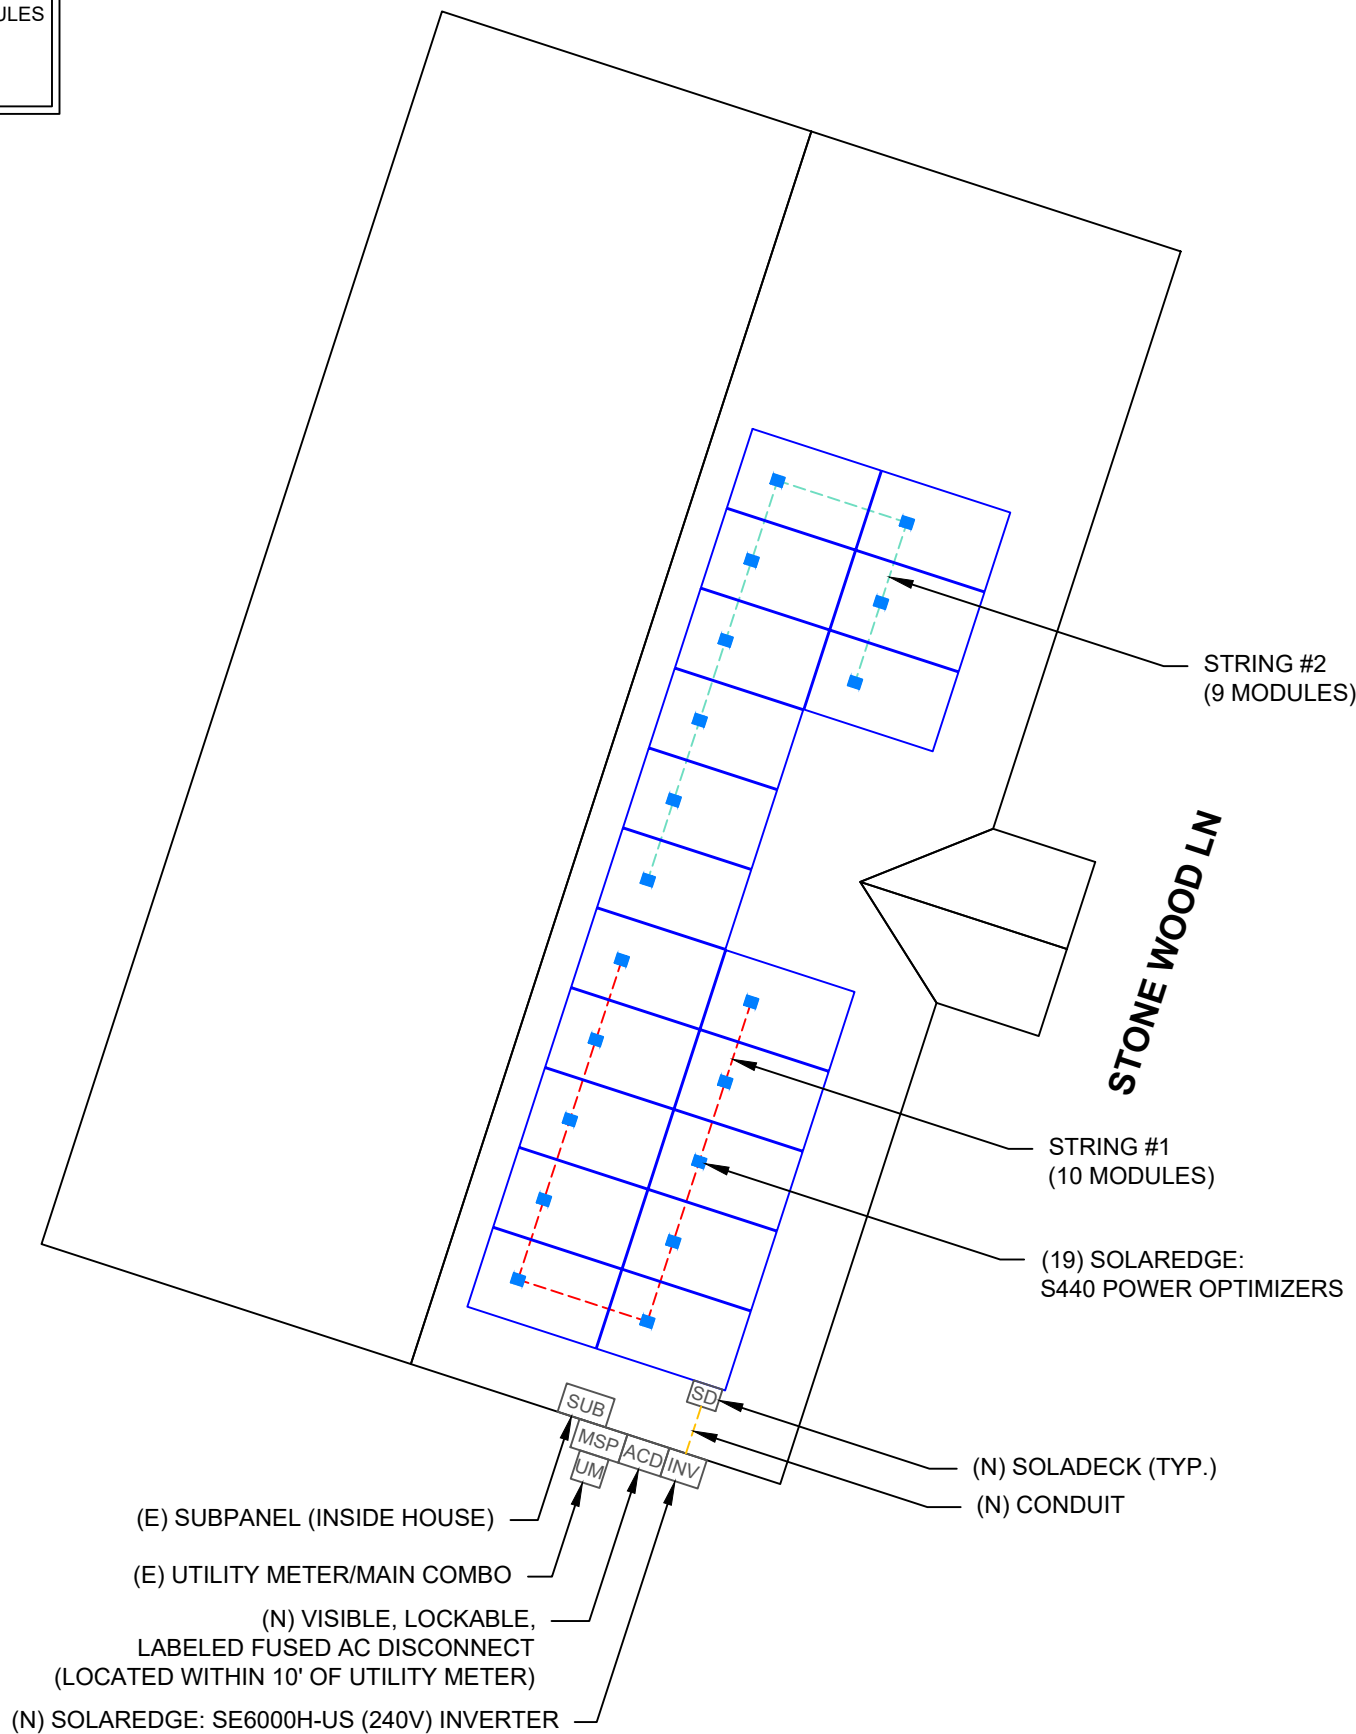 STRING #2
(9 MODULES)
STONE WOOD LN
STRING #1
(10 MODULES)
(19) SOLAREDGE:
S440 POWER OPTIMIZERS
SD
SUB
MSP
ACD
INV
UM
(N) SOLADECK (TYP.)
(N) CONDUIT
(E) SUBPANEL (INSIDE HOUSE)
(E) UTILITY METER/MAIN COMBO
(N) VISIBLE, LOCKABLE,
LABELED FUSED AC DISCONNECT
(LOCATED WITHIN 10' OF UTILITY METER)
(N) SOLAREDGE: SE6000H-US (240V) INVERTER